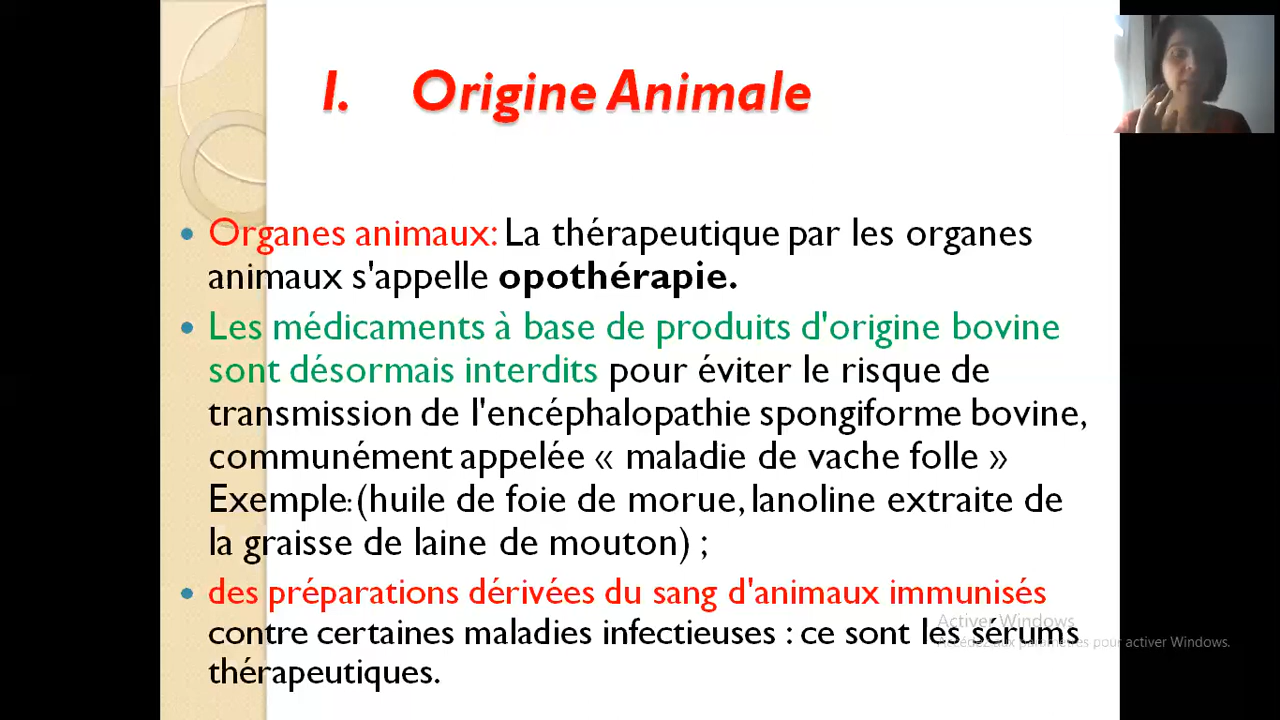 I. Origine Animale
• Organes animaux: La thérapeutique par les organes
animaux s'appelle opothérapie.
• Les médicaments à base de produits d'origine bovine
sont désormais interdits pour éviter le risque de
transmission de l'encéphalopathie spongiforme bovine,
communément appelée « maladie de vache folle »
Exemple:(huile de foie de morue, lanoline extraite de
la graisse de laine de mouton) ;
• des préparations dérivées du sang d'animaux immunisés
contre certaines maladies infectieuses : ce sont les sérums
thérapeutiques.
Activer Windows
Accédez aux paramètres pour activer Windows.